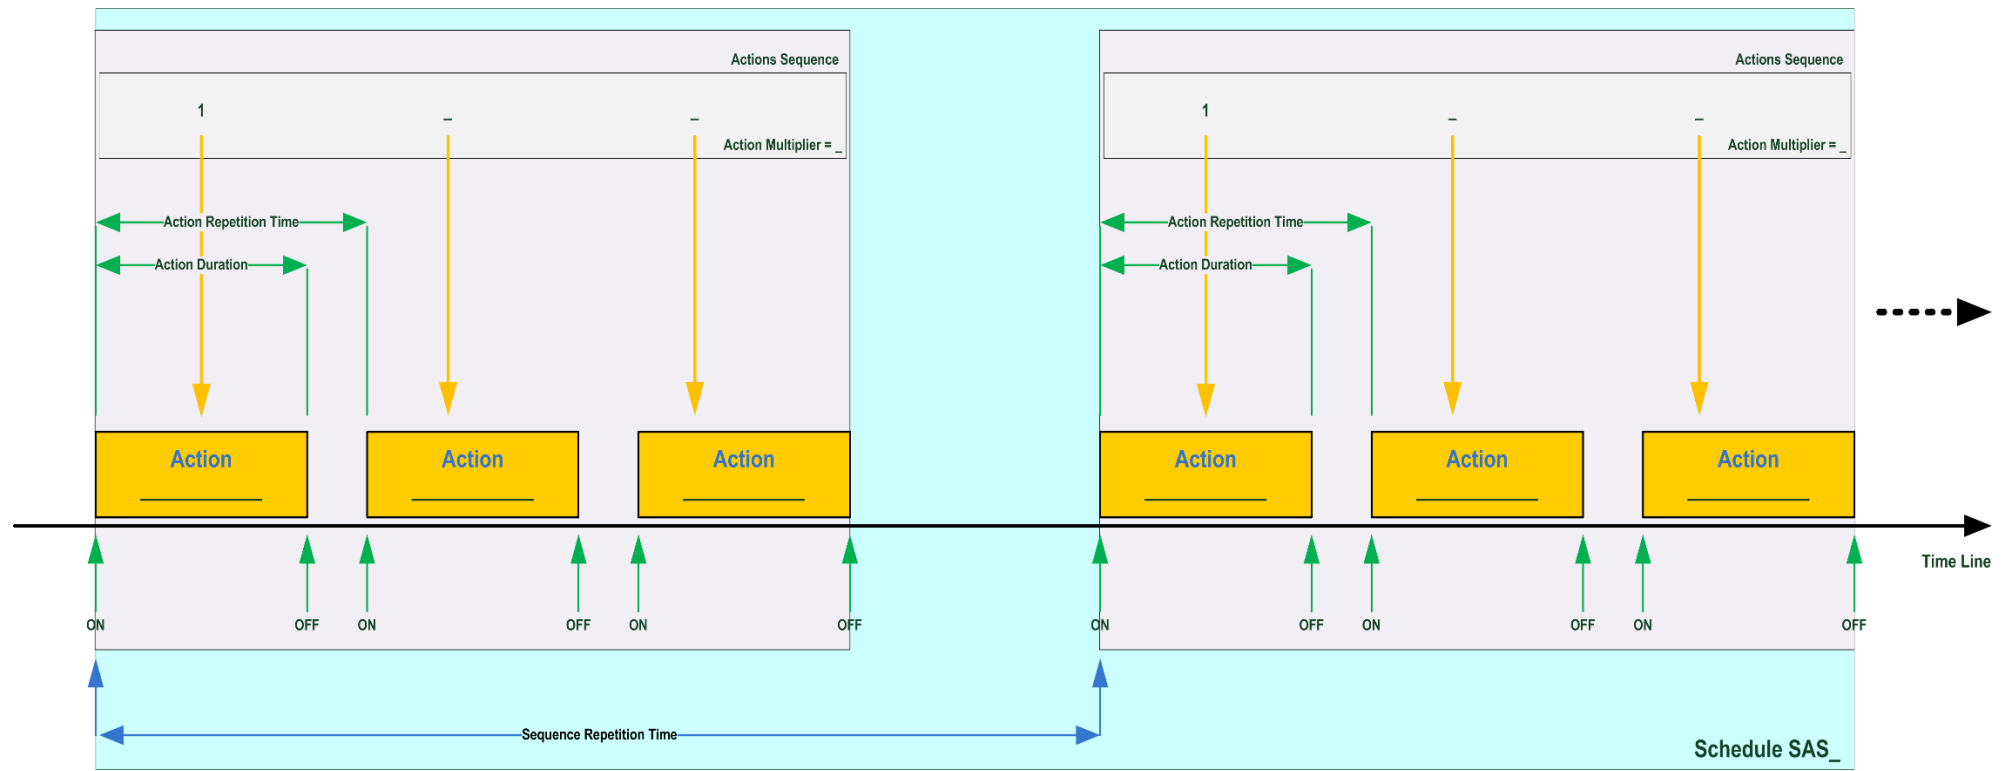 Actions Sequence
Actions Sequence
1 _ _
1 _ _
Action Multiplier = _
Action Multiplier = _
Action Repetition Time
Action Repetition Time
Action Duration
Action Duration
Action Action Action
Action Action Action
Time Line
ON OFF ON OFF ON OFF
ON OFF ON OFF ON OFF
Sequence Repetition Time
Schedule SAS_